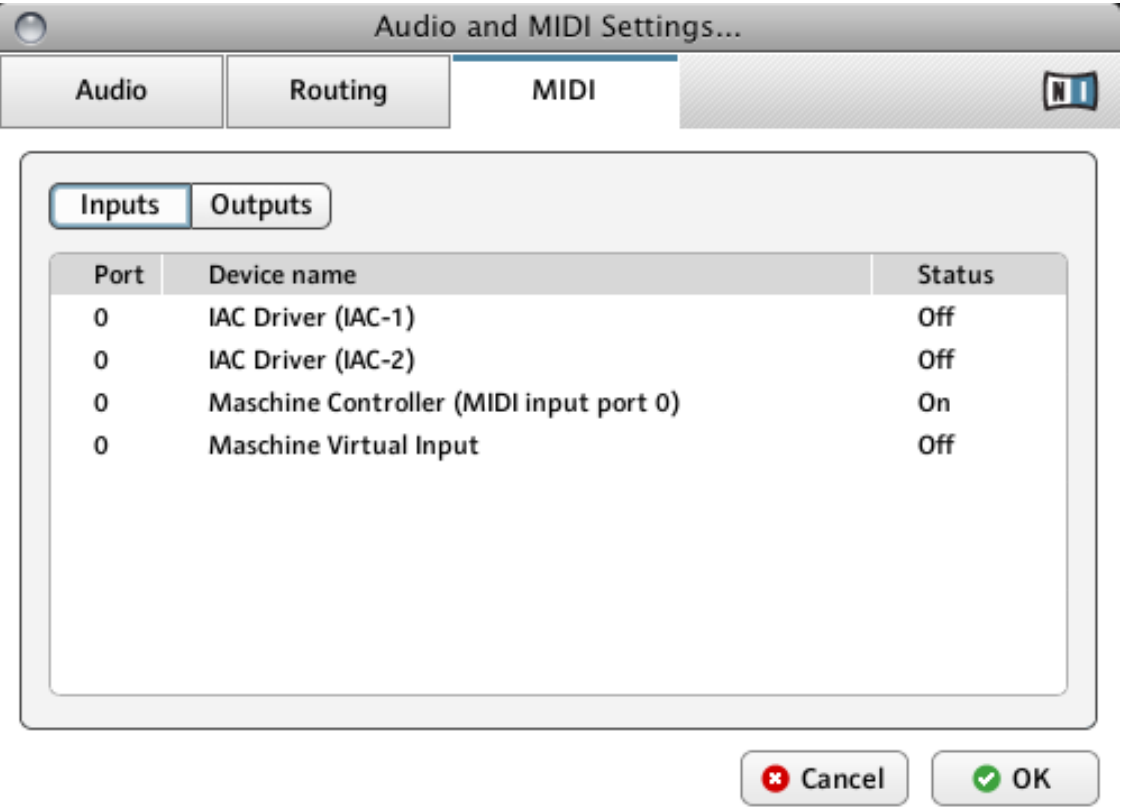 Audio and MIDI Settings...
Audio Routing MIDI NI
Inputs Outputs
Port Device name Status
0 IAC Driver (IAC-1) Off
0 IAC Driver (IAC-2) Off
0 Maschine Controller (MIDI input port 0) On
0 Maschine Virtual Input Off
Cancel OK